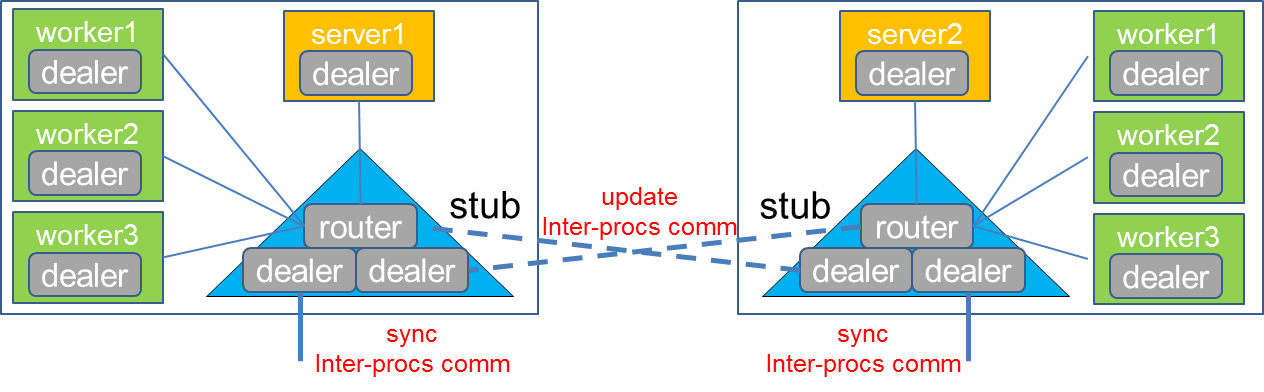 worker1
dealer
worker2
dealer
worker3
dealer
server1
dealer
stub
router
dealer
dealer
sync
Inter-procs comm
update
Inter-procs comm
server2
dealer
stub
router
dealer
dealer
sync
Inter-procs comm
worker1
dealer
worker2
dealer
worker3
dealer